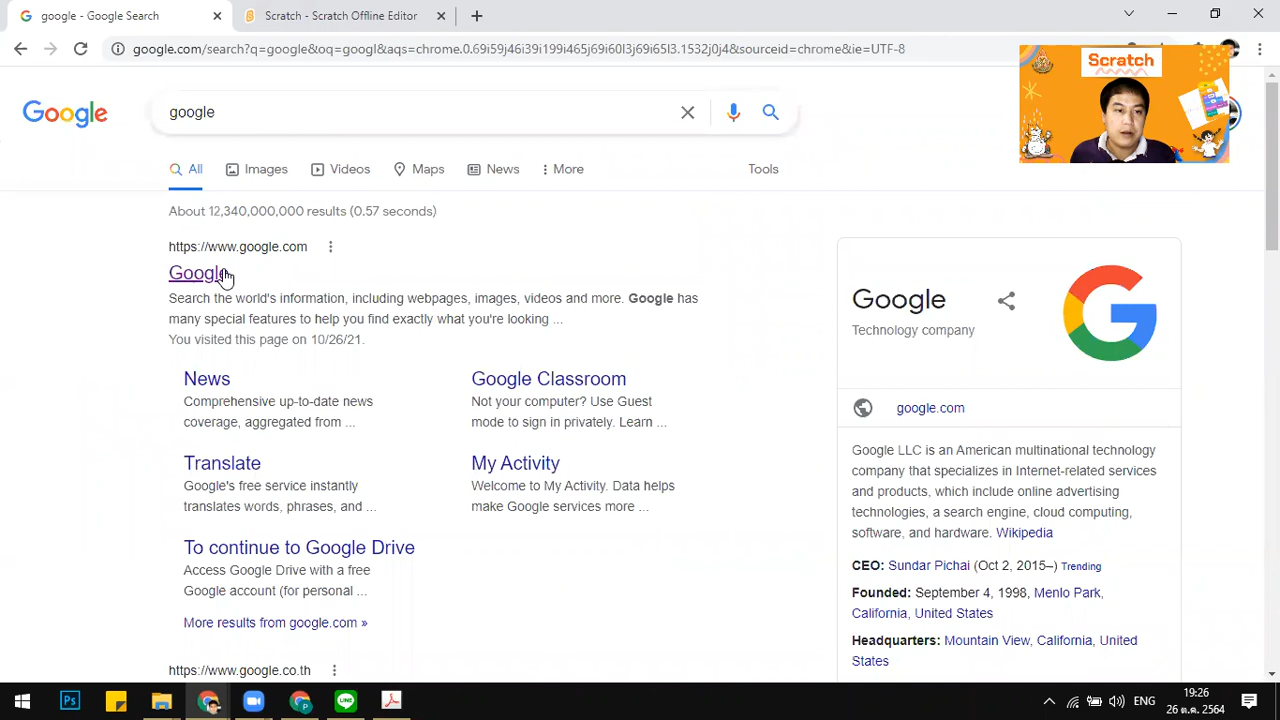 google - Google Search
Scratch - Scratch Offline Editor
google.com/search?q=google&oq=googl&aqs=chrome.0.69i59j46i39i199i465j69i60l3j69i65l3.1532j0j4&sourceid=chrome&ie=UTF-8
Scratch
Google
google
All
Images
Videos
Maps
News
More
Tools
About 12,340,000,000 results (0.57 seconds)
https://www.google.com
Google
Search the world's information, including webpages, images, videos and more. Google has
many special features to help you find exactly what you're looking ...
You visited this page on 10/26/21.
News
Comprehensive up-to-date news
coverage, aggregated from ...
Google Classroom
Not your computer? Use Guest
mode to sign in privately. Learn ...
Translate
Google's free service instantly
translates words, phrases, and ...
My Activity
Welcome to My Activity. Data helps
make Google services more ...
To continue to Google Drive
Access Google Drive with a free
Google account (for personal ...
More results from google.com »
https://www.google.co.th
Google
Technology company
google.com
Google LLC is an American multinational technology
company that specializes in Internet-related services
and products, which include online advertising
technologies, a search engine, cloud computing,
software, and hardware. Wikipedia
CEO: Sundar Pichai (Oct 2, 2015–) Trending
Founded: September 4, 1998, Menlo Park,
California, United States
Headquarters: Mountain View, California, United
States
Ps
LINE
ENG
19:26
26 ต.ค. 2564